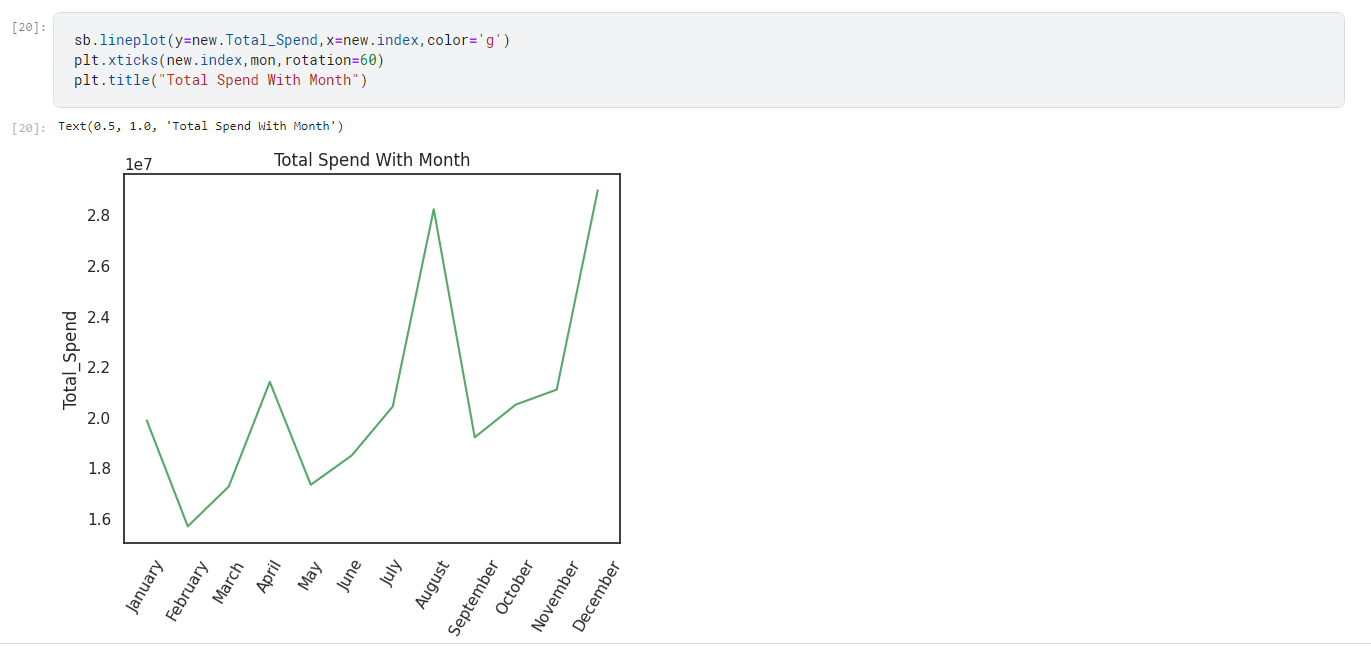 [20]:
sb.lineplot(y=new.Total_Spend,x=new.index,color='g')
plt.xticks(new.index,mon,rotation=60)
plt.title("Total Spend With Month")
[20]:
Text(0.5, 1.0, 'Total Spend With Month')
Total Spend With Month
1e7
2.8
2.6
2.4
2.2
2.0
1.8
1.6
Total_Spend
January
February
March
April
May
June
July
August
September
October
November
December